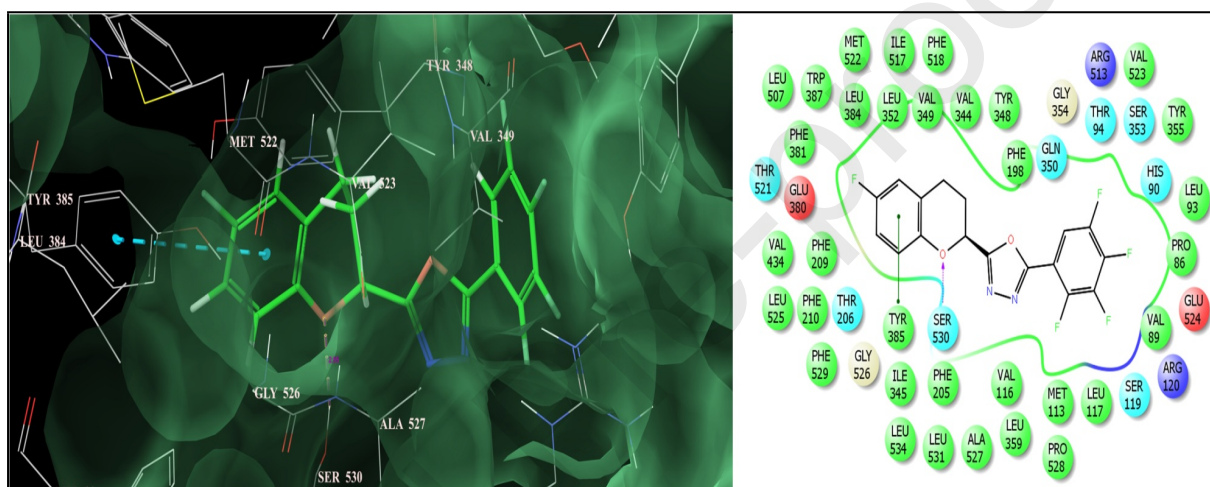 TYR 348
VAL 349
MET 522
VAL 523
TYR 385
LEU 384
GLY 526
ALA 527
SER 530
MET 522
ILE 517
PHE 518
ARG 513
VAL 523
LEU 507
TRP 387
LEU 384
LEU 352
VAL 349
VAL 344
TYR 348
GLY 354
THR 94
SER 353
TYR 355
PHE 381
PHE 198
GLN 350
THR 521
GLU 380
HIS 90
LEU 93
F
F
O
O
F
N
N
F
F
VAL 434
PHE 209
PRO 86
LEU 525
PHE 210
THR 206
TYR 385
SER 530
VAL 89
GLU 524
PHE 529
GLY 526
ILE 345
PHE 205
VAL 116
MET 113
LEU 117
SER 119
ARG 120
LEU 534
LEU 531
ALA 527
LEU 359
PRO 528